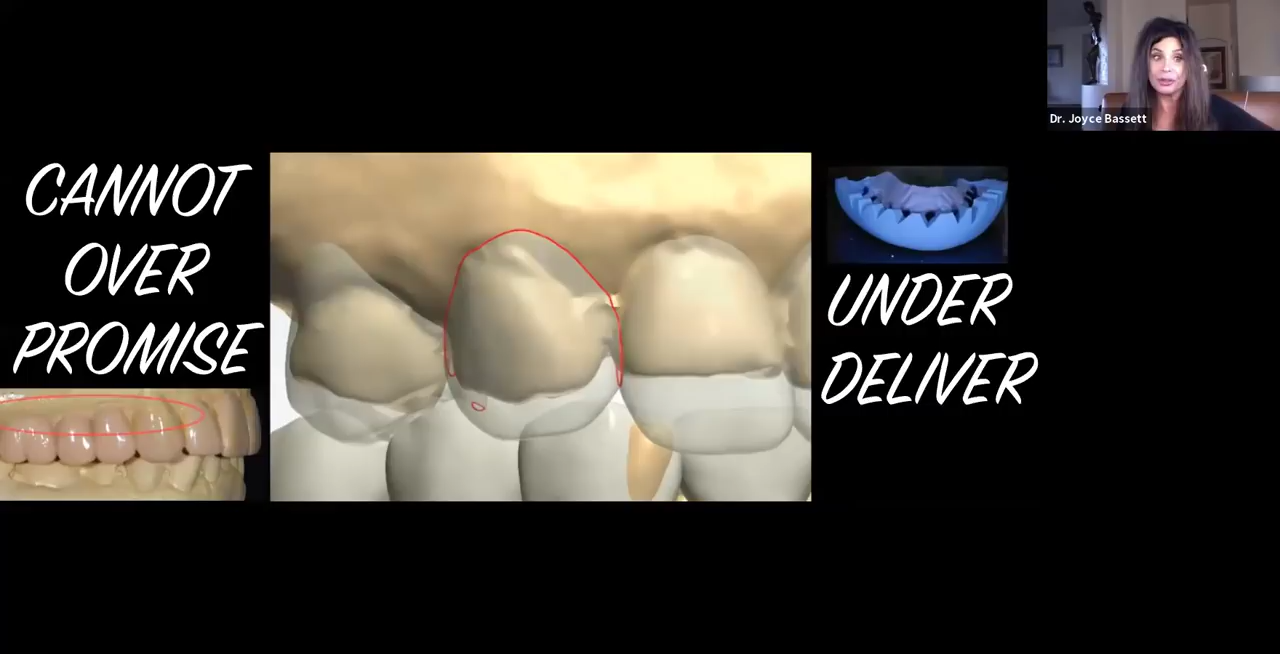 Dr. Joyce Bassett
CANNOT
OVER
PROMISE
UNDER
DELIVER